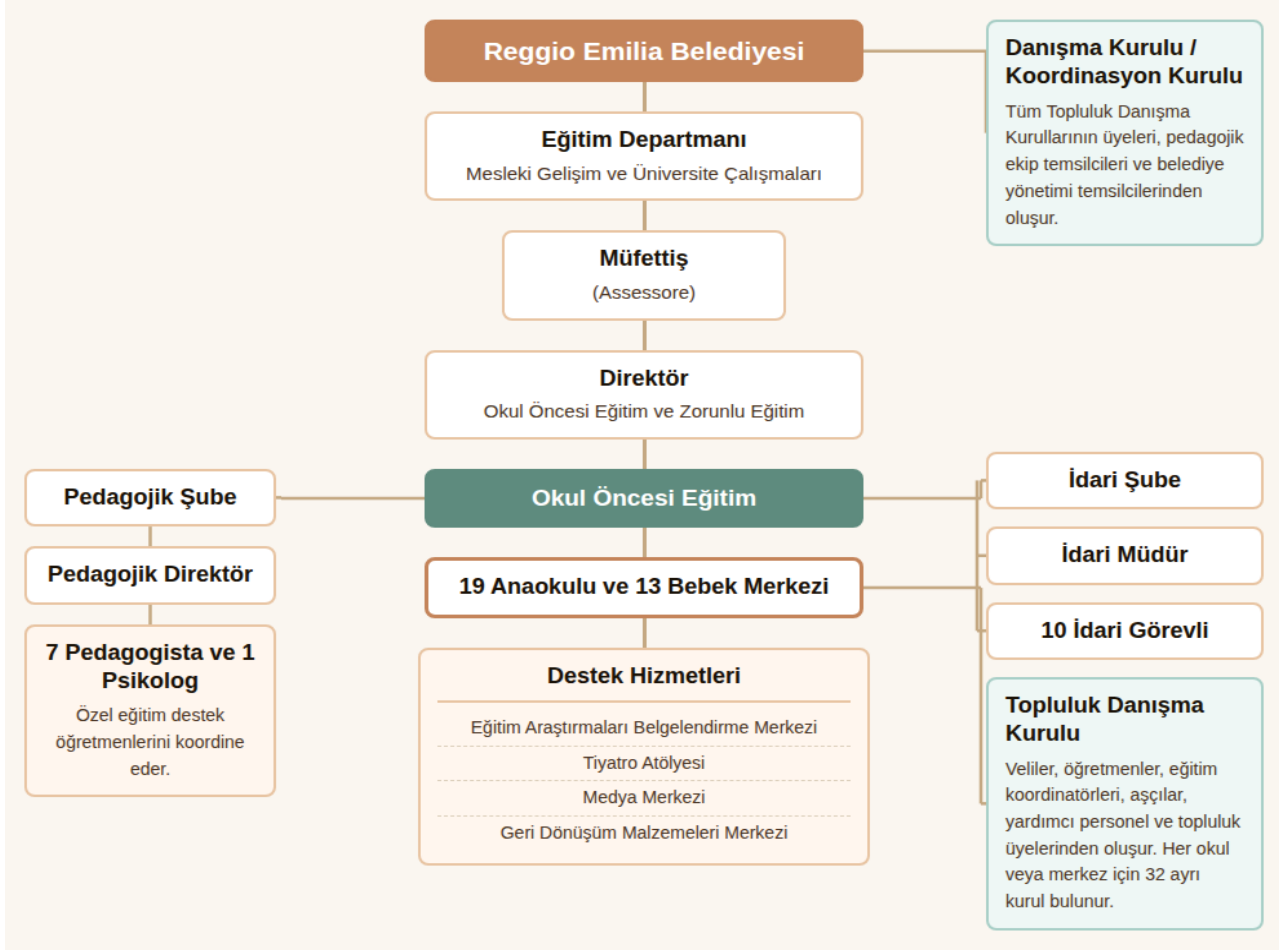 Reggio Emilia Belediyesi
Danışma Kurulu /
Koordinasyon Kurulu
Tüm Topluluk Danışma
Kurullarının üyeleri, pedagojik
ekip temsilcileri ve belediye
yönetimi temsilcilerinden
oluşur.
Eğitim Departmanı
Mesleki Gelişim ve Üniversite Çalışmaları
Müfettiş
(Assessore)
Direktör
Okul Öncesi Eğitim ve Zorunlu Eğitim
Okul Öncesi Eğitim
Pedagojik Şube
Pedagojik Direktör
7 Pedagogista ve 1
Psikolog
Özel eğitim destek
öğretmenlerini koordine
eder.
19 Anaokulu ve 13 Bebek Merkezi
Destek Hizmetleri
Eğitim Araştırmaları Belgelendirme Merkezi
Tiyatro Atölyesi
Medya Merkezi
Geri Dönüşüm Malzemeleri Merkezi
İdari Şube
İdari Müdür
10 İdari Görevli
Topluluk Danışma
Kurulu
Veliler, öğretmenler, eğitim
koordinatörleri, aşçılar,
yardımcı personel ve topluluk
üyelerinden oluşur. Her okul
veya merkez için 32 ayrı
kurul bulunur.